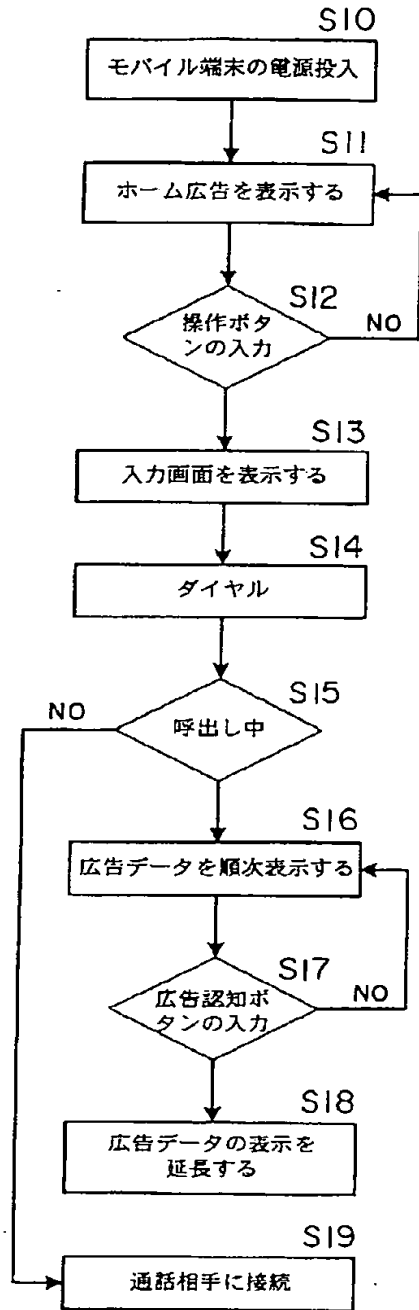 S10
モバイル端末の電源投入
S11
ホーム広告を表示する
S12
操作ボタ
ンの入力
NO
S13
入力画面を表示する
S14
ダイヤル
S15
NO
呼出し中
S16
広告データを順次表示する
S17
広告認知ボ
タンの入力
NO
S18
広告データの表示を
延長する
S19
通話相手に接続